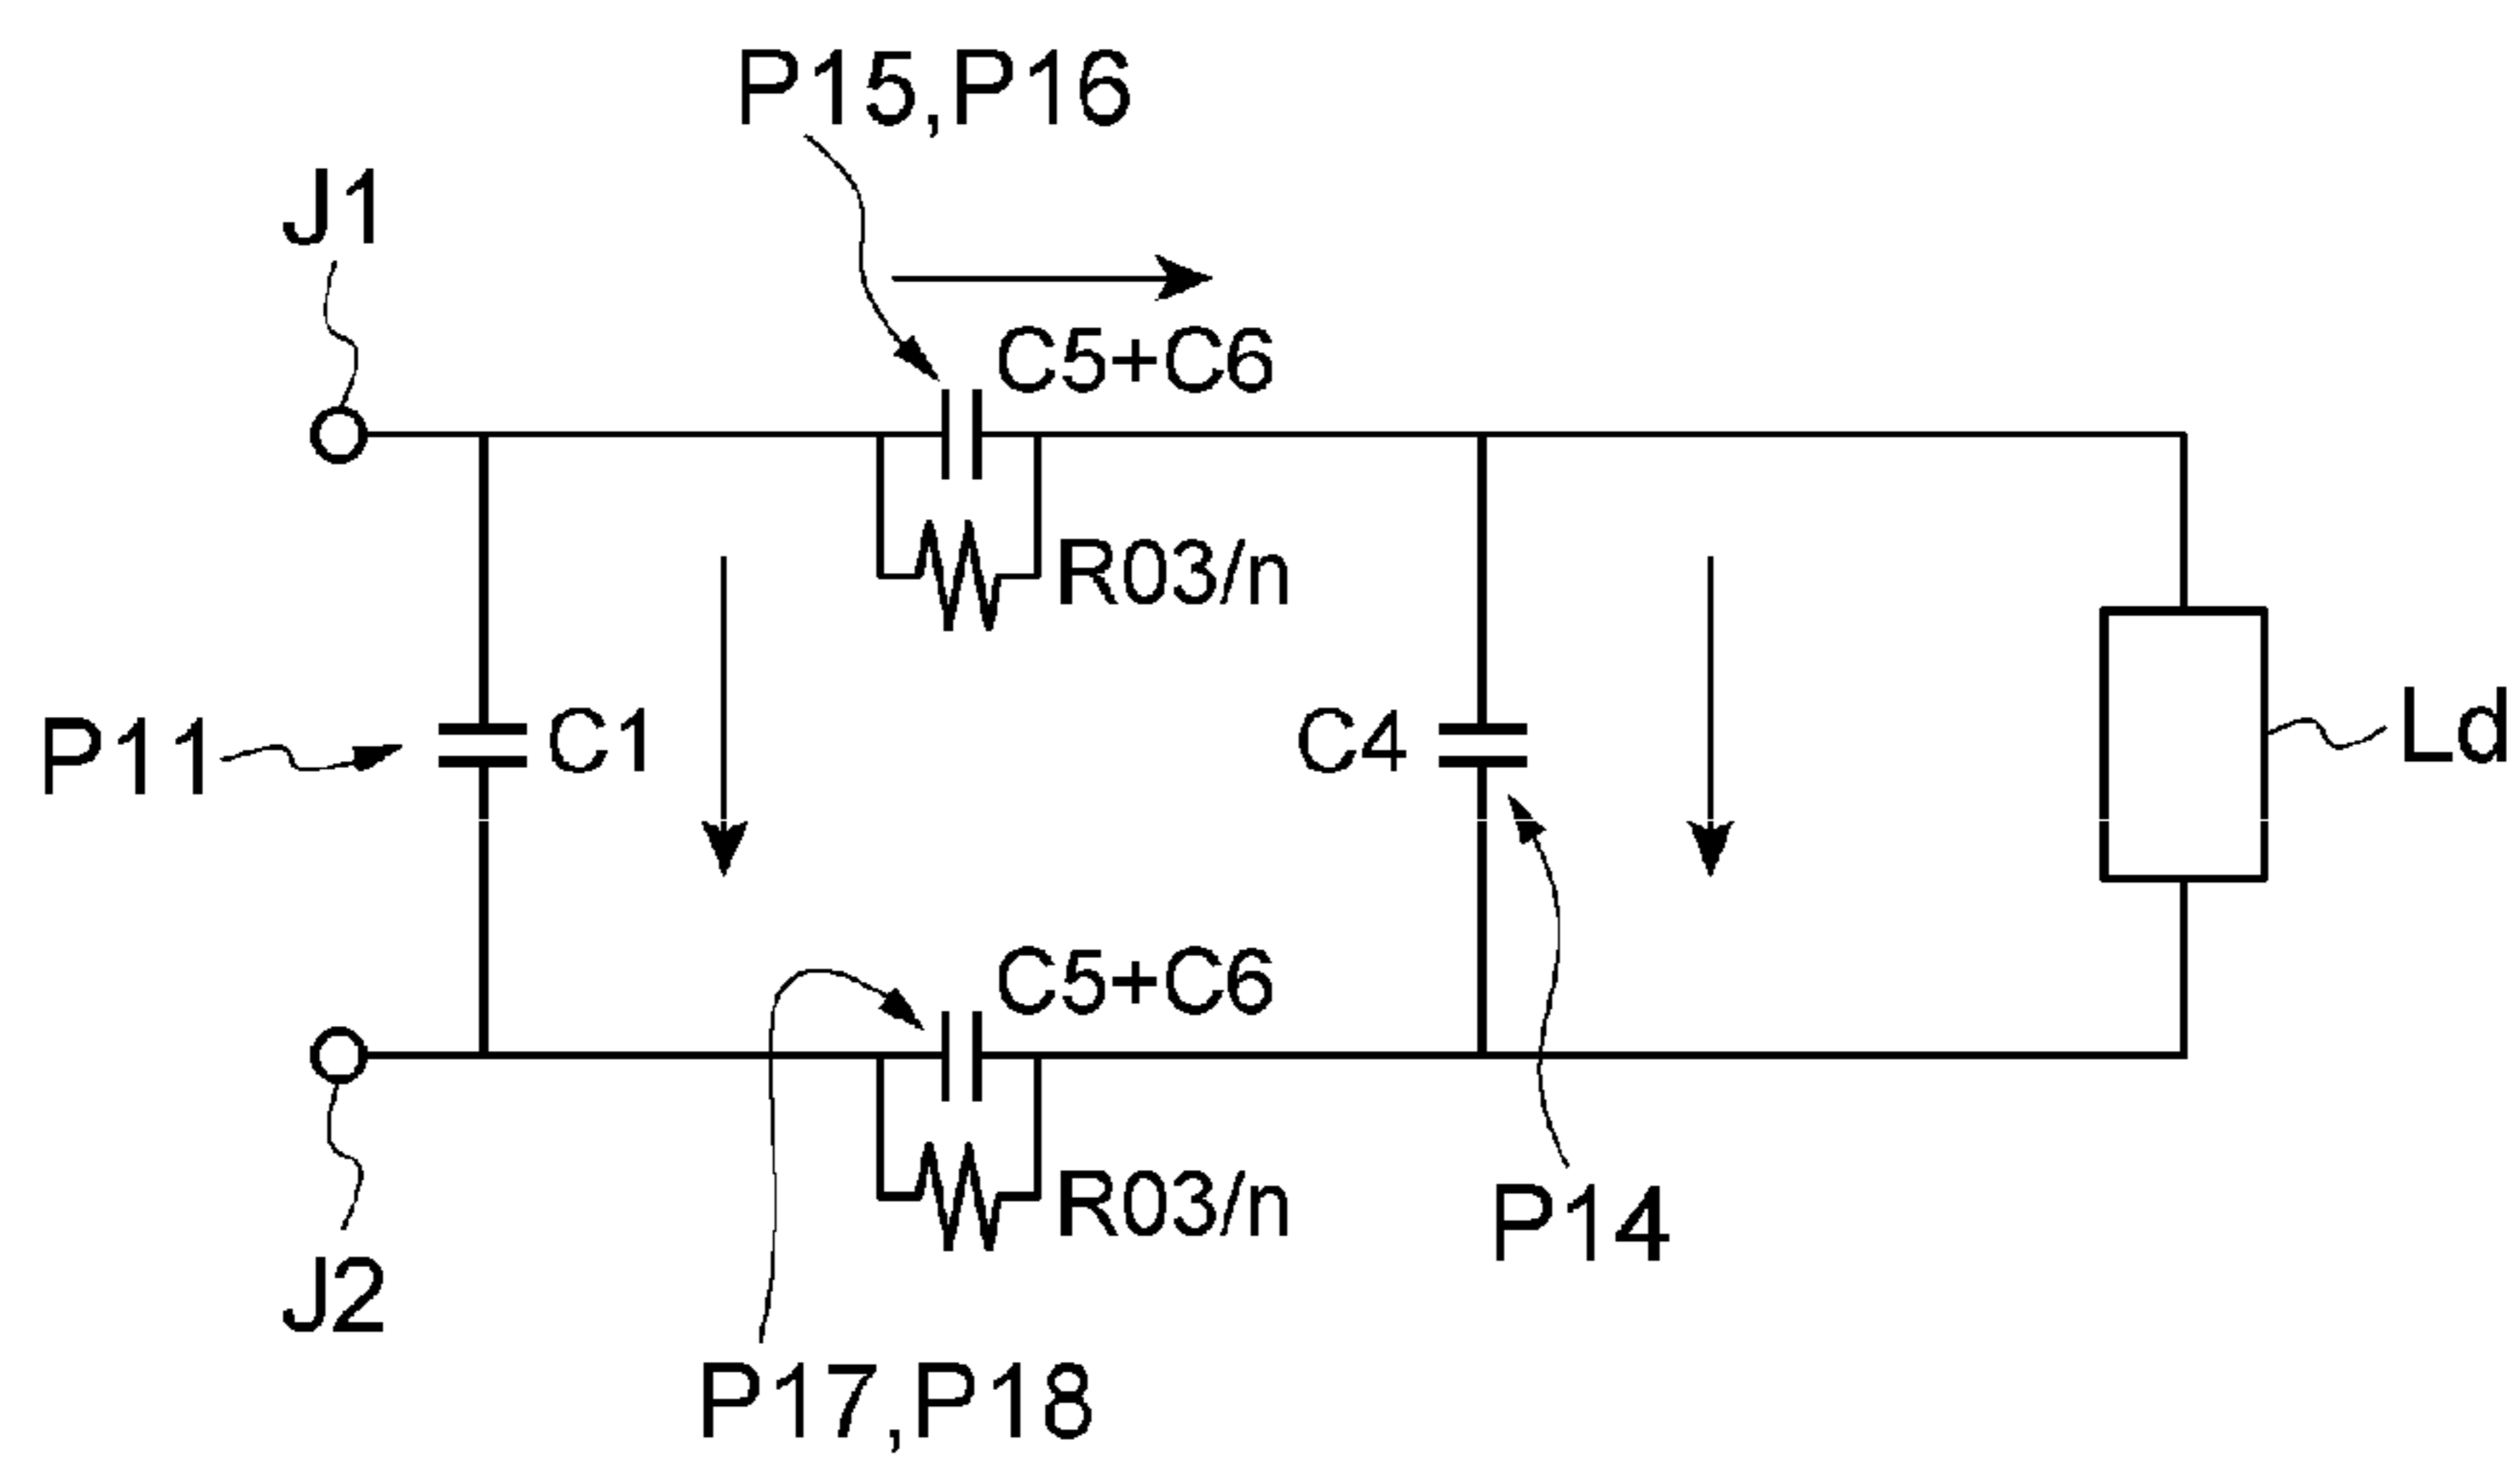 P15,P16
J1
C5+C6
R03/n
P11
C1
C4
Ld
C5+C6
R03/n
P14
J2
P17,P18